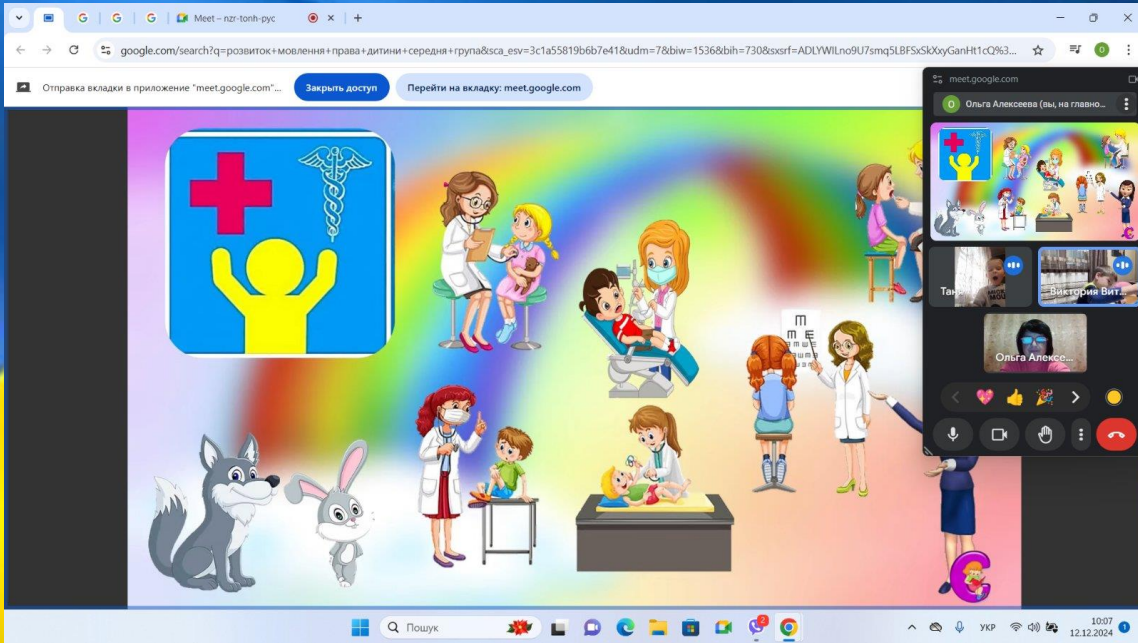 Meet – nzr-tonh-pyc
google.com/search?q=розвиток+мовлення+права+дитини+середня+група&sca_esv=3c1a55819b6b7e41&udm=7&biw=1536&bih=730&sxsrf=ADLYWILno9U7smq5LBFSxSkXxyGanHt1cQ%3...
О
Отправка вкладки в приложение "meet.google.com"...
Закрыть доступ
Перейти на вкладку: meet.google.com
meet.google.com
О Ольга Алексеева (вы, на главно...
Виктория Вит...
Ольга Алексе...
Пошук
УКР
10:07
12.12.2024